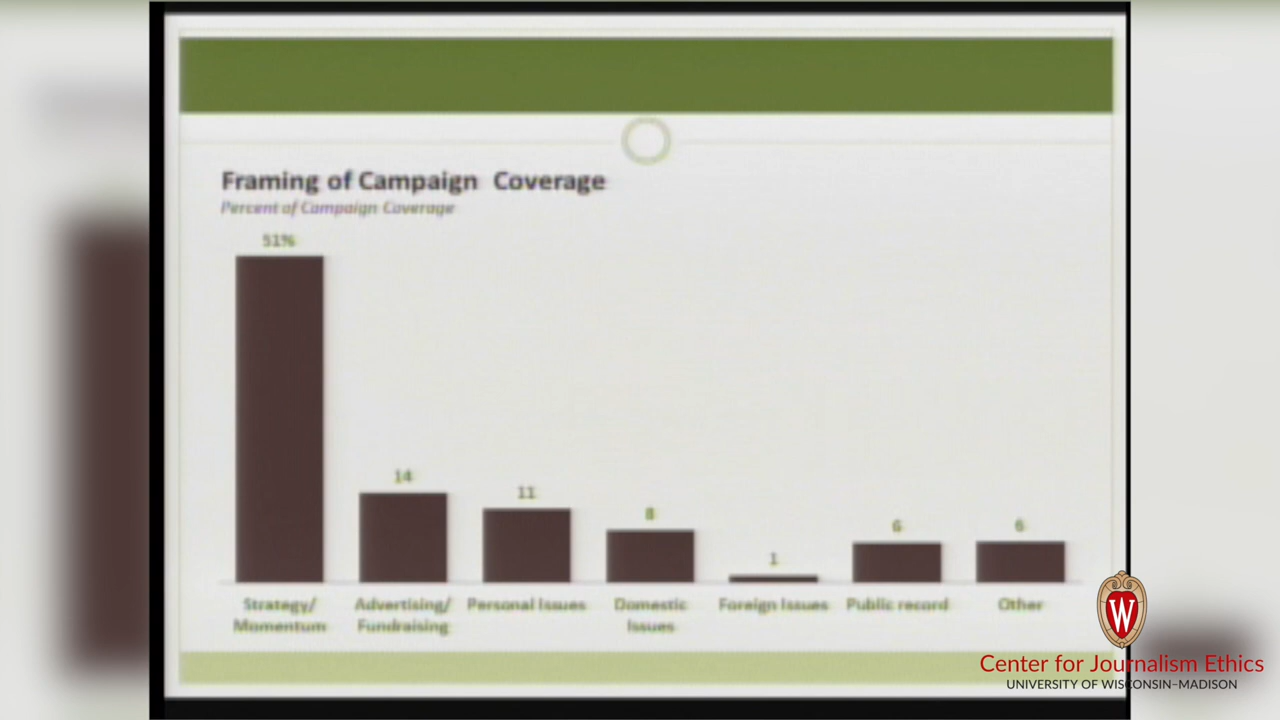 Framing of Campaign Coverage
Percent of Campaign Coverage
51%
14
11
8
1
6
6
Strategy/
Momentum
Advertising/
Fundraising
Personal Issues
Domestic
Issues
Foreign Issues
Public record
Other
W
Center for Journalism Ethics
UNIVERSITY OF WISCONSIN–MADISON